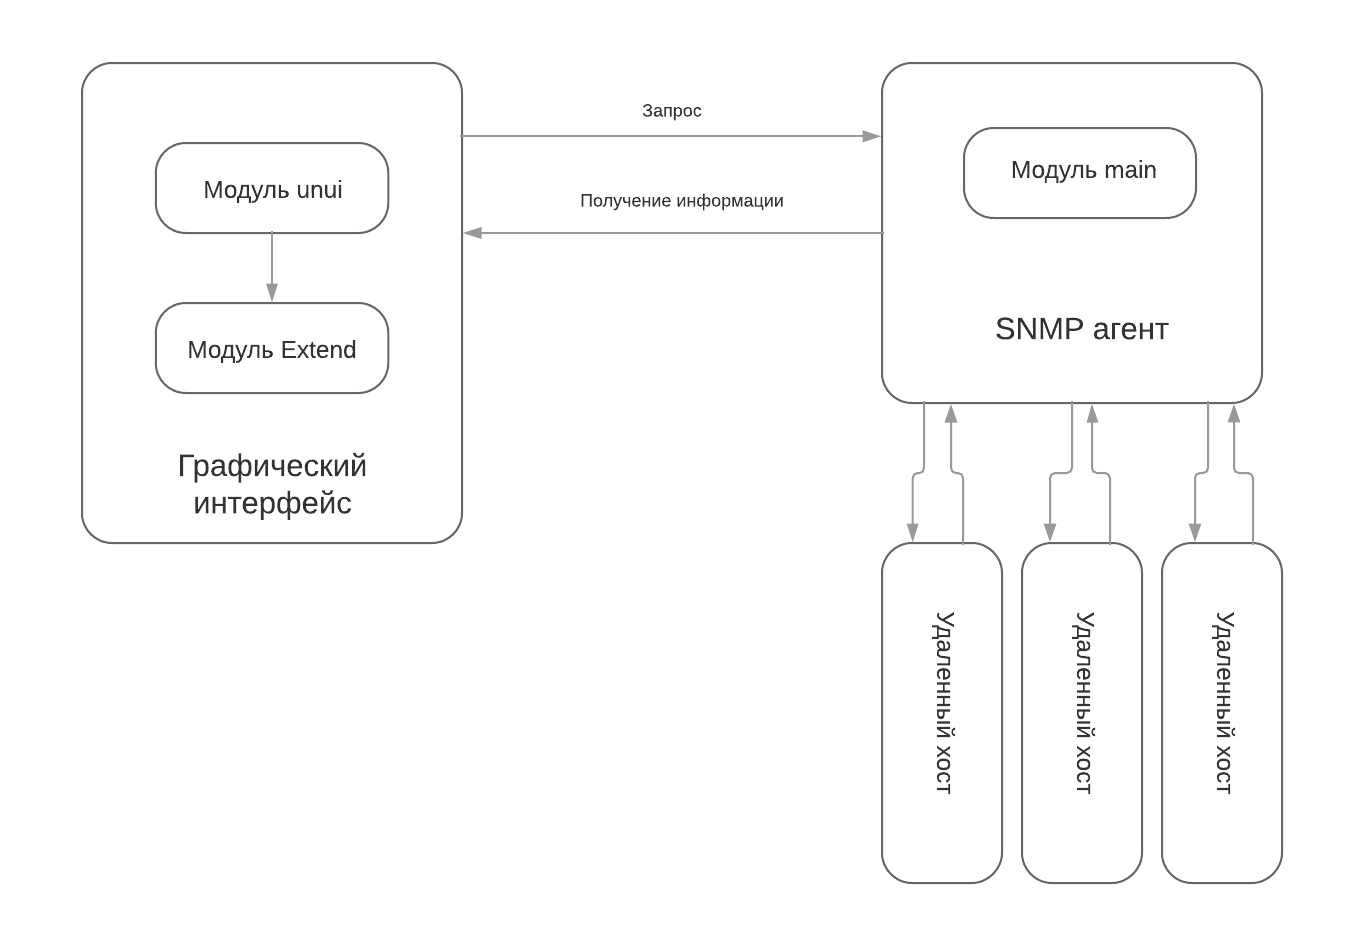 Запрос
Модуль main
Модуль unui
Получение информации
SNMP агент
Модуль Extend
Графический
интерфейс
Удаленный хост
Удаленный хост
Удаленный хост